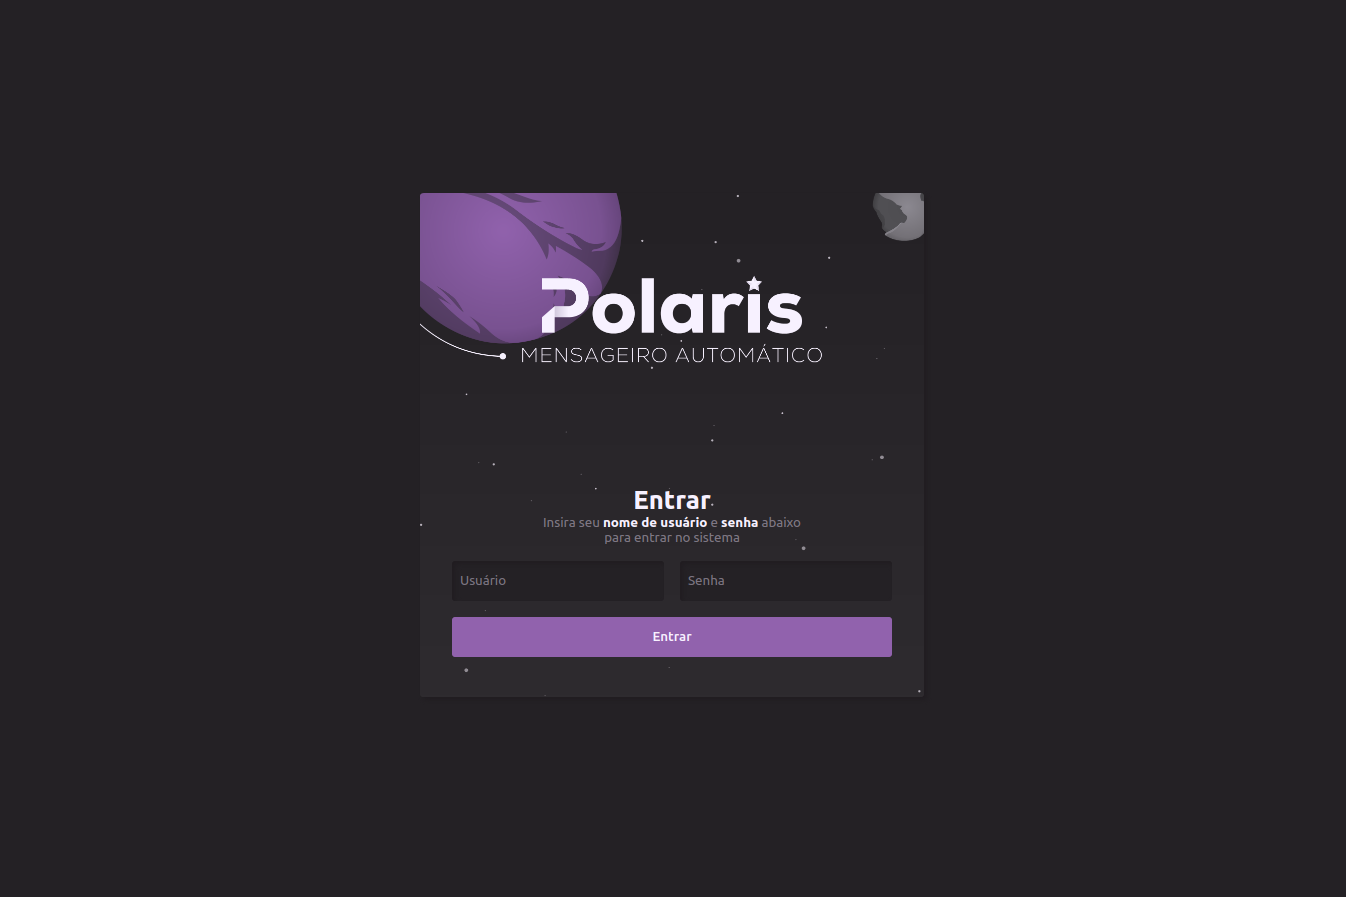 Polaris
MENSAGEIRO AUTOMÁTICO
Entrar
Insira seu nome de usuário e senha abaixo
para entrar no sistema
Usuário
Senha
Entrar